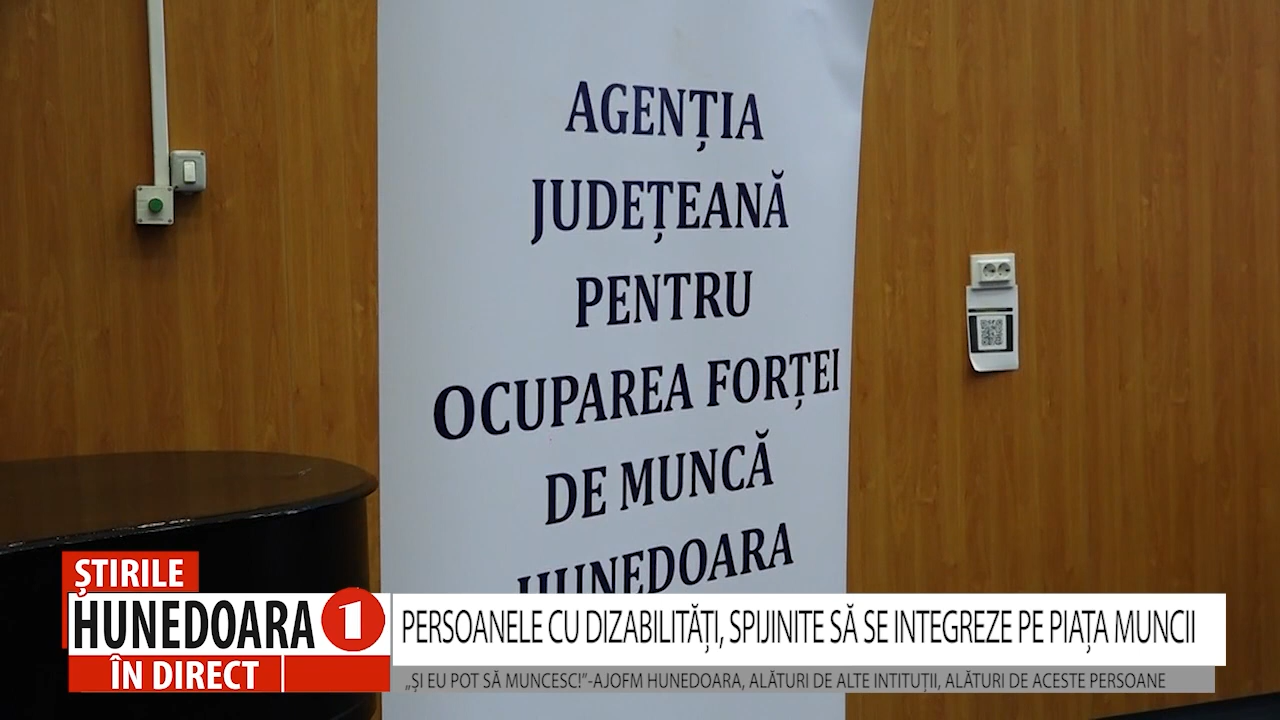 AGENȚIA
JUDEȚEANĂ
PENTRU
OCUPAREA FORȚEI
DE MUNCĂ
HUNEDOARA
ȘTIRILE
HUNEDOARA 1
ÎN DIRECT
PERSOANELE CU DIZABILITĂȚI, SPIJINITE SĂ SE INTEGREZE PE PIAȚA MUNCII
„ȘI EU POT SĂ MUNCESC!”-AJOFM HUNEDOARA, ALĂTURI DE ALTE INTITUȚII, ALĂTURI DE ACESTE PERSOANE